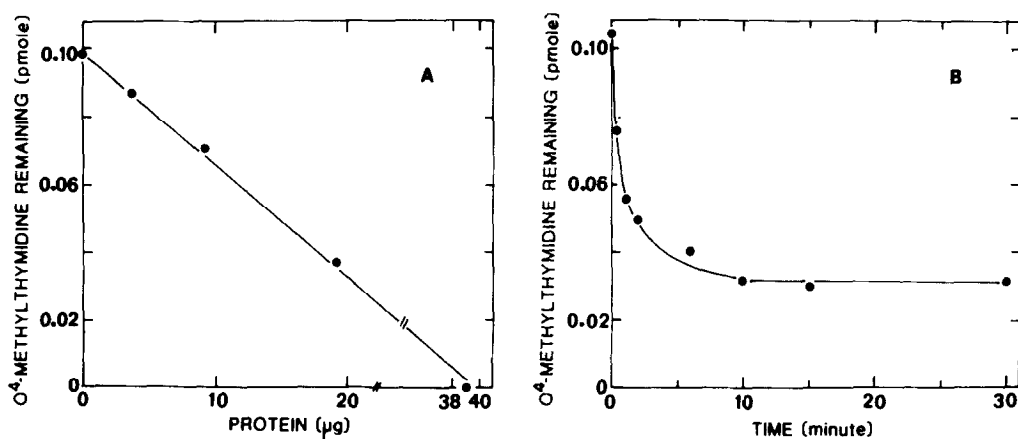 O⁴-METHYLTHYMIDINE REMAINING (pmole)
0.10
0.06
0.02
0
A
0
10
20
38
40
PROTEIN (μg)
O⁴-METHYLTHYMIDINE REMAINING (pmole)
0.10
0.06
0.02
0
B
0
10
20
30
TIME (minute)